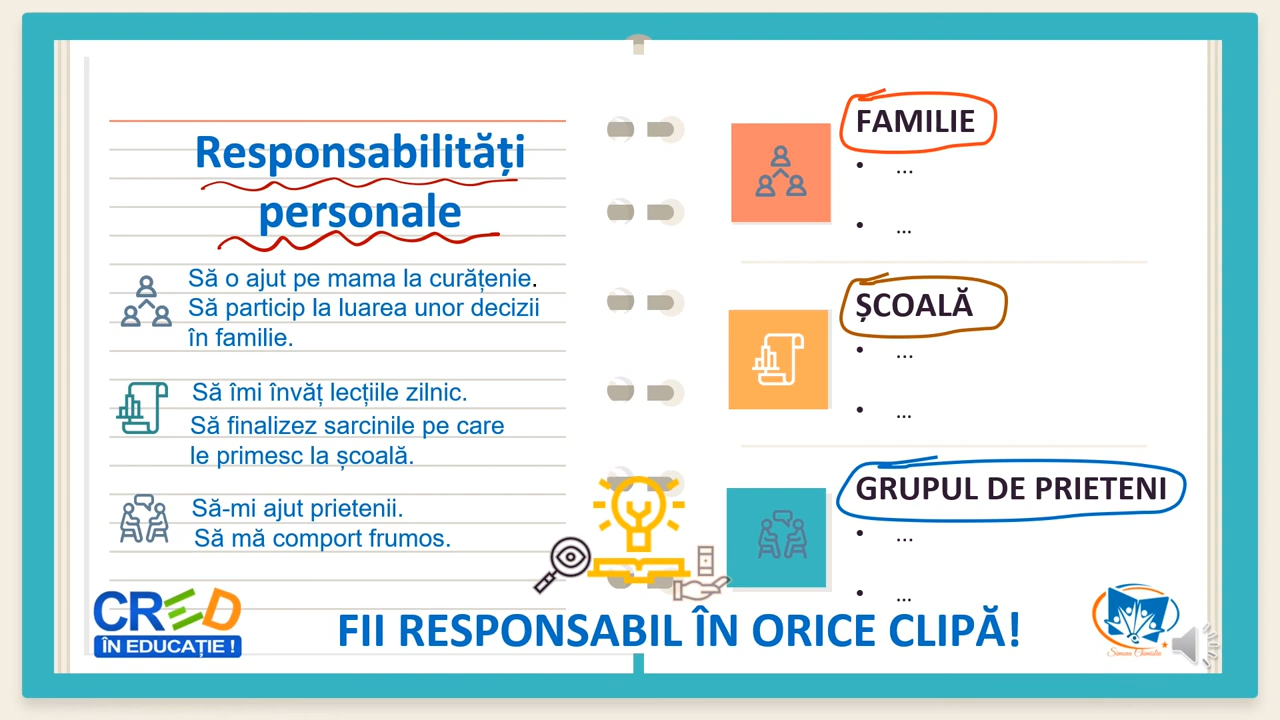 Responsabilități
personale
Să o ajut pe mama la curățenie.
Să particip la luarea unor decizii
în familie.
Să îmi învăț lecțiile zilnic.
Să finalizez sarcinile pe care
le primesc la școală.
Să-mi ajut prietenii.
Să mă comport frumos.
FAMILIE
• ...
• ...
ȘCOALĂ
• ...
• ...
GRUPUL DE PRIETENI
• ...
• ...
CRED
ÎN EDUCAȚIE !
FII RESPONSABIL ÎN ORICE CLIPĂ!